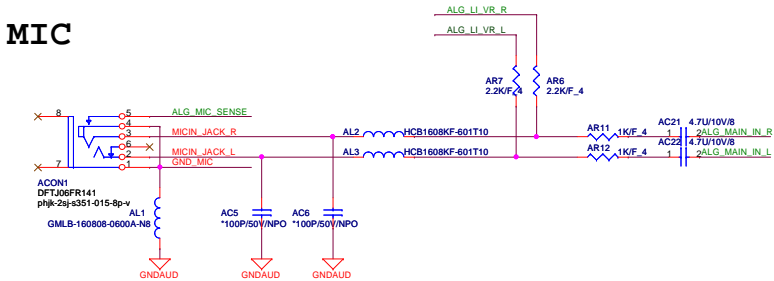 MIC
ALG_LI_VR_R
ALG_LI_VR_L
AR7
2.2K/F_4
AR6
2.2K/F_4
8
5
ALG_MIC_SENSE
4
3
MICIN_JACK_R
AL2
HCB1608KF-601T10
AR11
1K/F_4
AC21
4.7U/10V/8
1
2
ALG_MAIN_IN_R
6
2
MICIN_JACK_L
AL3
HCB1608KF-601T10
AR12
1K/F_4
AC22
4.7U/10V/8
1
2
ALG_MAIN_IN_L
7
1
GND_MIC
ACON1
DFTJ06FR141
phjk-2sj-s351-015-8p-v
AL1
GMLB-160808-0600A-N8
AC5
*100P/50V/NPO
AC6
*100P/50V/NPO
GNDAUD
GNDAUD
GNDAUD